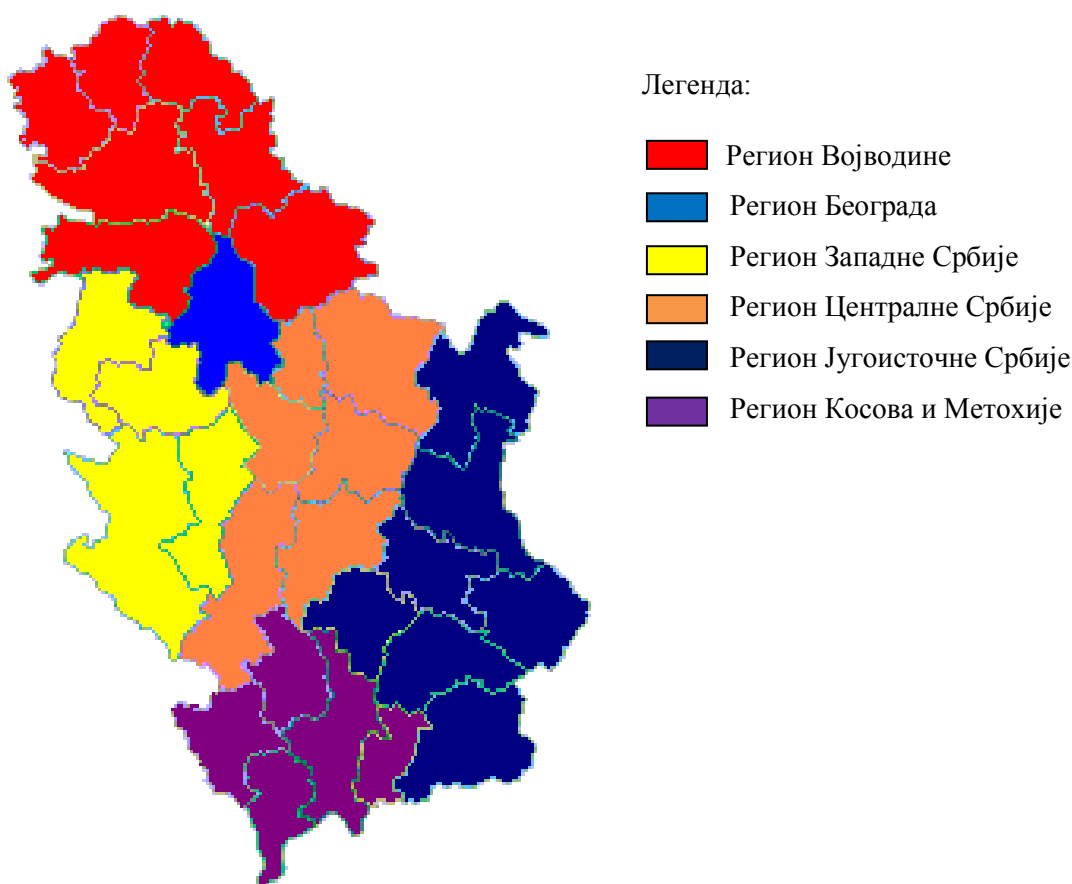 Легенда:
Регион Војводине
Регион Београда
Регион Западне Србије
Регион Централне Србије
Регион Југоисточне Србије
Регион Косова и Метохије